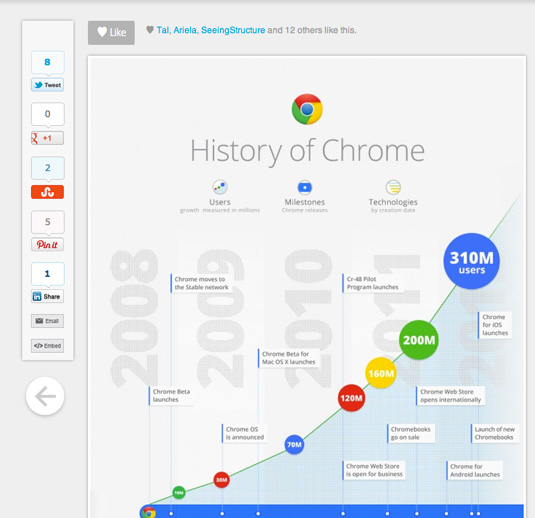 Like
Tal, Ariela, SeeingStructure and 12 others like this.
8
Tweet
0
+1
2
5
Pin it
1
in Share
Email
</> Embed
History of Chrome
Users
growth measured in millions
Milestones
Chrome releases
Technologies
by creation date
2008
2009
2010
2011
310M
users
Chrome moves to
the Stable network
Cr-48 Pilot
Program launches
Chrome
for iOS
launches
200M
Chrome Beta for
Mac OS X launches
160M
Chrome Beta
launches
120M
Chrome Web Store
opens internationally
Chrome OS
is announced
70M
Chromebooks
go on sale
Launch of new
Chromebooks
30M
Chrome Web Store
is open for business
Chrome for
Android launches